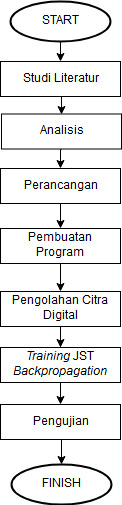 START
Studi Literatur
Analisis
Perancangan
Pembuatan
Program
Pengolahan Citra
Digital
Training JST
Backpropagation
Pengujian
FINISH